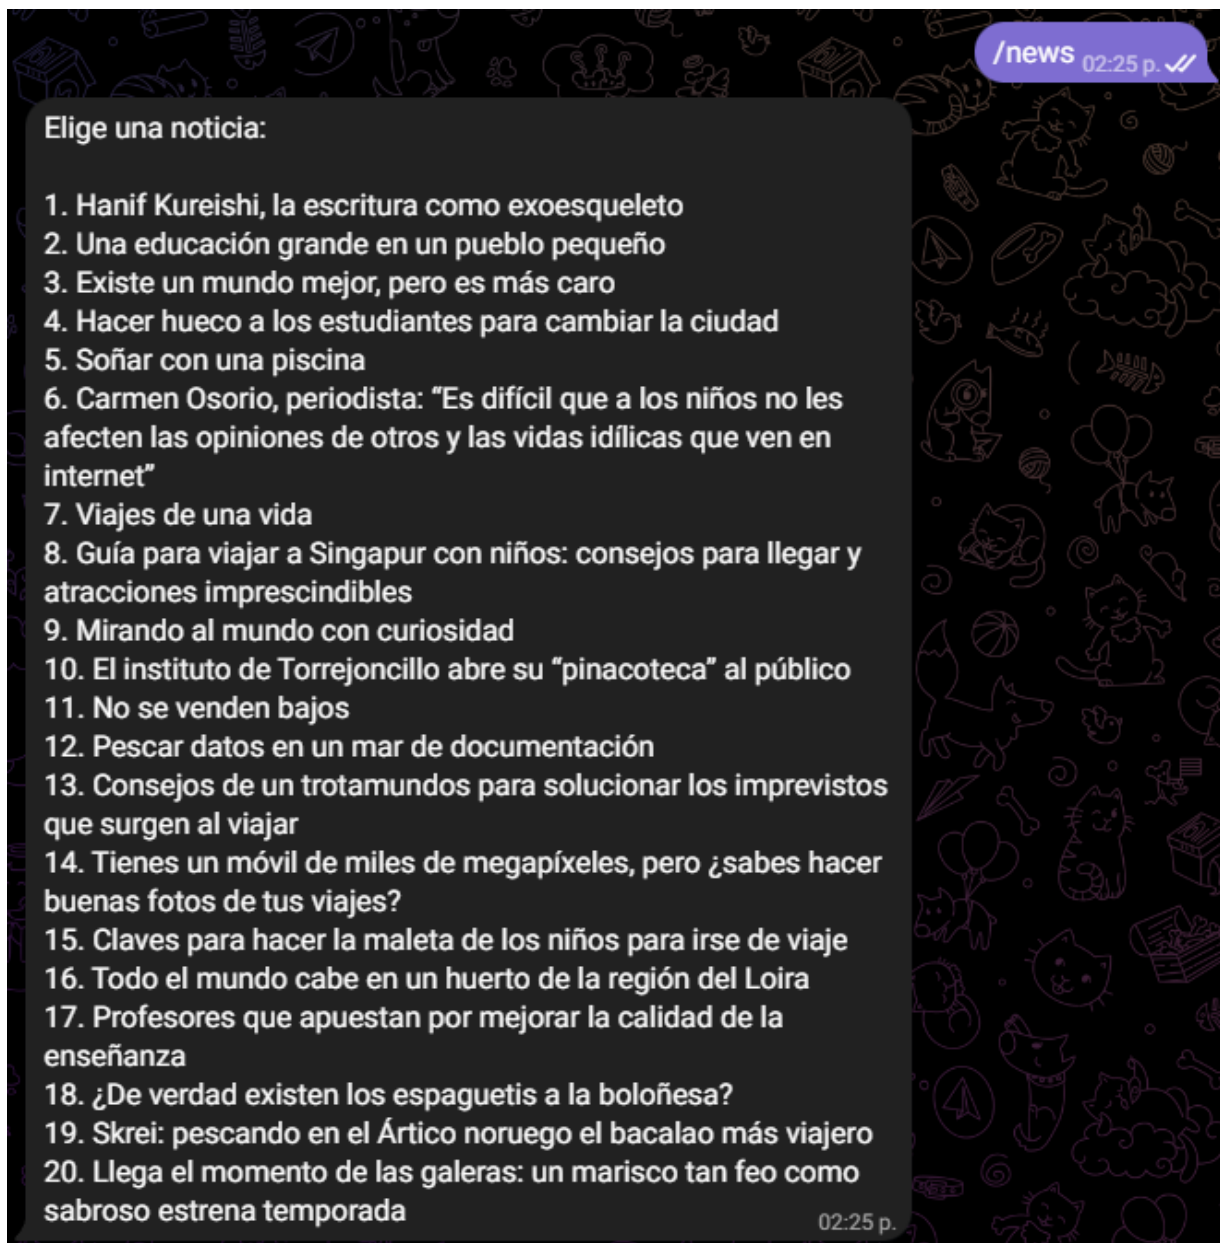 /news 02:25 p.
Elige una noticia:
1. Hanif Kureishi, la escritura como exoesqueleto
2. Una educación grande en un pueblo pequeño
3. Existe un mundo mejor, pero es más caro
4. Hacer hueco a los estudiantes para cambiar la ciudad
5. Soñar con una piscina
6. Carmen Osorio, periodista: “Es difícil que a los niños no les
afecten las opiniones de otros y las vidas idílicas que ven en
internet”
7. Viajes de una vida
8. Guía para viajar a Singapur con niños: consejos para llegar y
atracciones imprescindibles
9. Mirando al mundo con curiosidad
10. El instituto de Torrejoncillo abre su “pinacoteca” al público
11. No se venden bajos
12. Pescar datos en un mar de documentación
13. Consejos de un trotamundos para solucionar los imprevistos
que surgen al viajar
14. Tienes un móvil de miles de megapíxeles, pero ¿sabes hacer
buenas fotos de tus viajes?
15. Claves para hacer la maleta de los niños para irse de viaje
16. Todo el mundo cabe en un huerto de la región del Loira
17. Profesores que apuestan por mejorar la calidad de la
enseñanza
18. ¿De verdad existen los espaguetis a la boloñesa?
19. Skrei: pescando en el Ártico noruego el bacalao más viajero
20. Llega el momento de las galeras: un marisco tan feo como
sabroso estrena temporada
02:25 p.